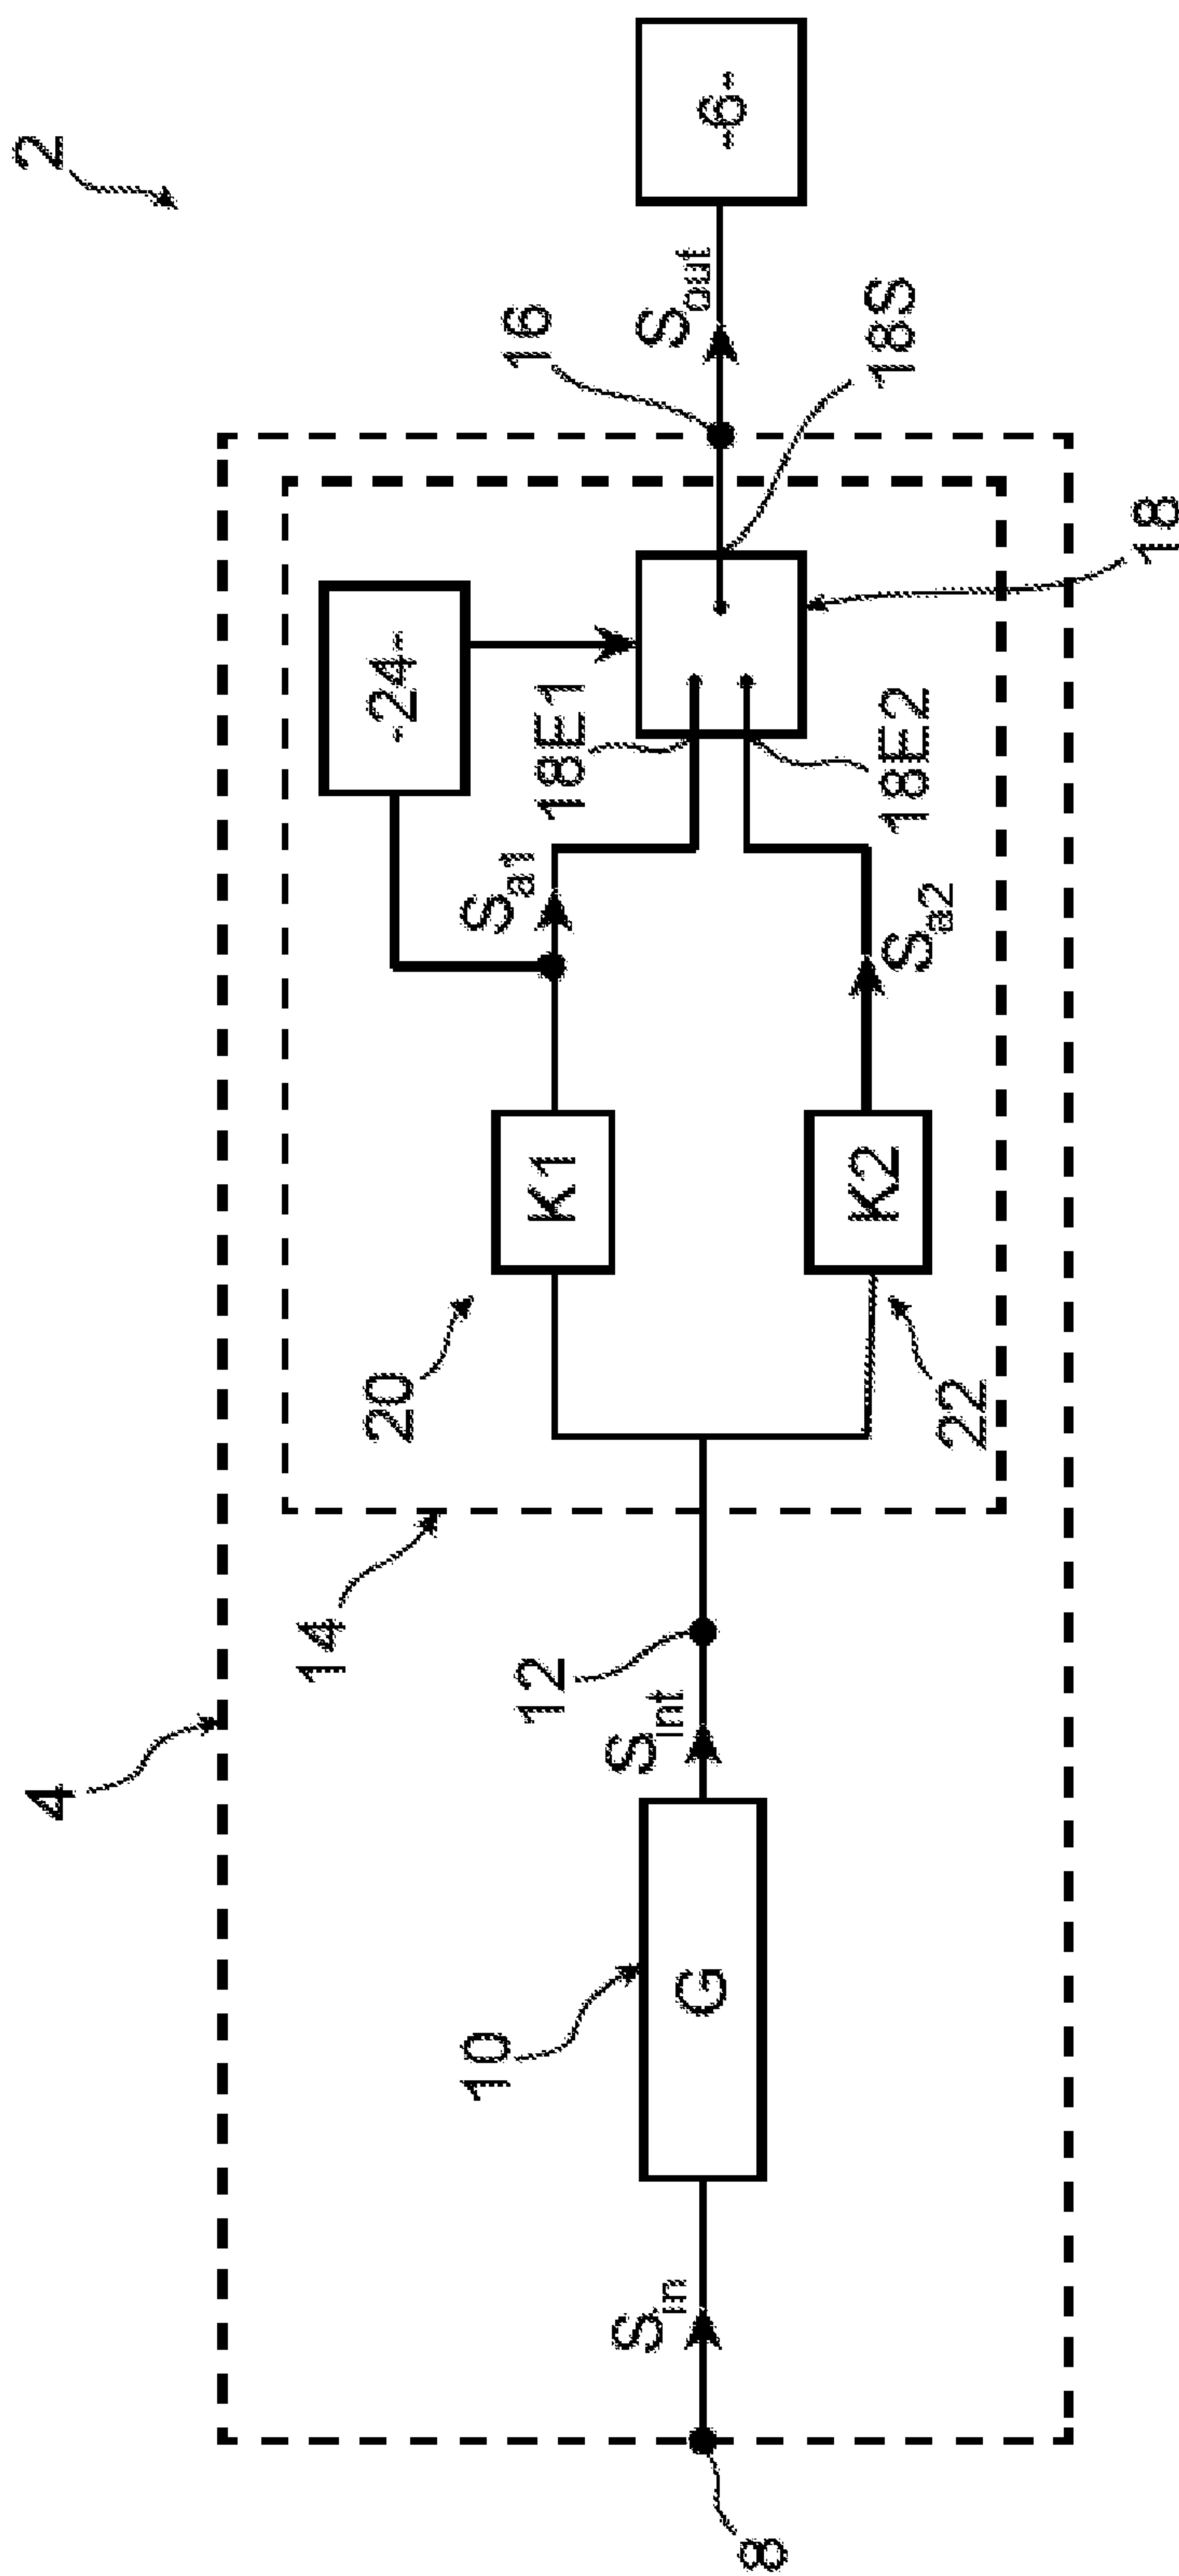 2
4
14
20
-24-
16
S_a1
18E1
S_out
-6-
10
12
K1
S_in
G
S_int
18S
K2
18E2
S_a2
8
22
18